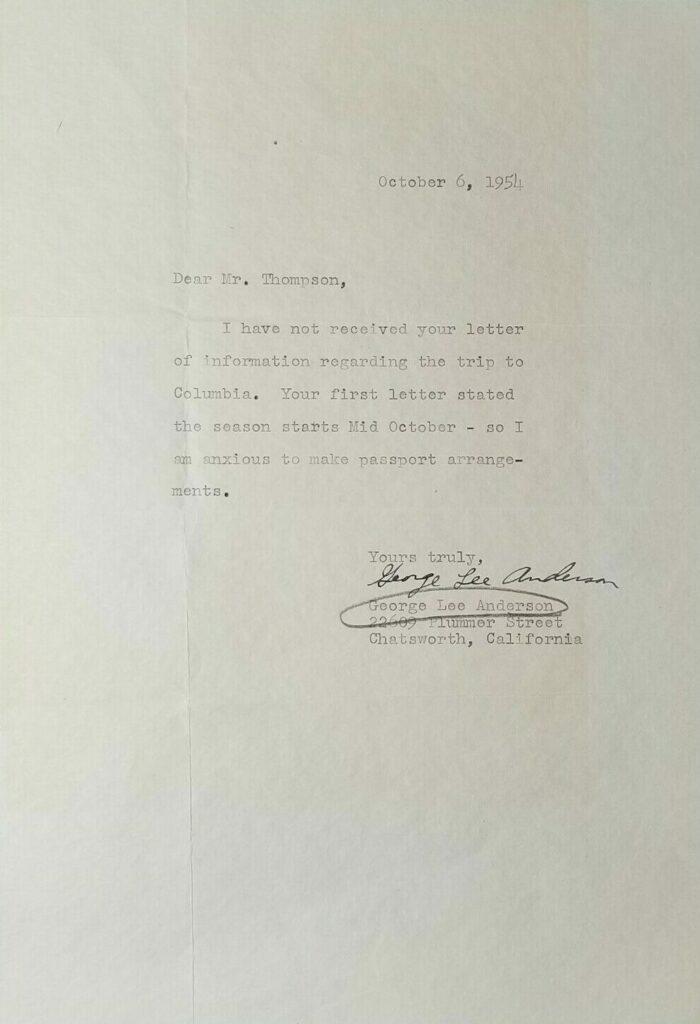 October 6, 1954
Dear Mr. Thompson,
I have not received your letter
of information regarding the trip to
Columbia. Your first letter stated
the season starts Mid October - so I
am anxious to make passport arrange-
ments.
Yours truly,
George Lee Anderson
George Lee Anderson
22609 Plummer Street
Chatsworth, California